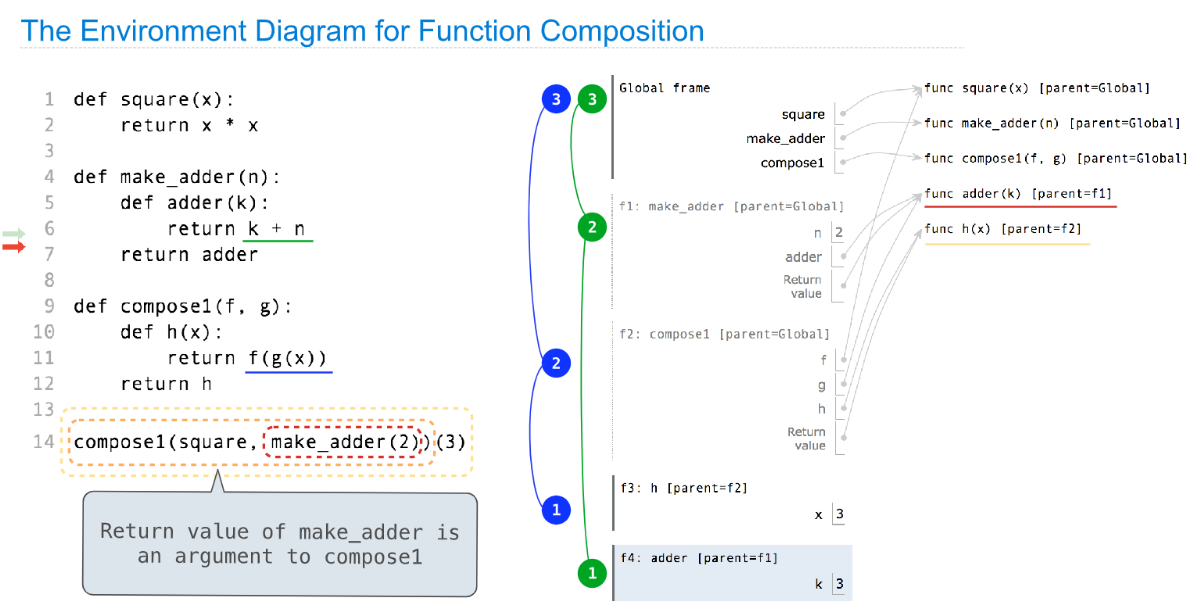 The Environment Diagram for Function Composition
1 def square(x):
2 return x * x
3
4 def make_adder(n):
5 def adder(k):
6 return k + n
7 return adder
8
9 def compose1(f, g):
10 def h(x):
11 return f(g(x))
12 return h
13
14 compose1(square, make_adder(2))(3)
Return value of make_adder is
an argument to compose1
3 3
2
2
1
1
Global frame
square
make_adder
compose1
f1: make_adder [parent=Global]
n 2
adder
Return
value
f2: compose1 [parent=Global]
f
g
h
Return
value
f3: h [parent=f2]
x 3
f4: adder [parent=f1]
k 3
func square(x) [parent=Global]
func make_adder(n) [parent=Global]
func compose1(f, g) [parent=Global]
func adder(k) [parent=f1]
func h(x) [parent=f2]